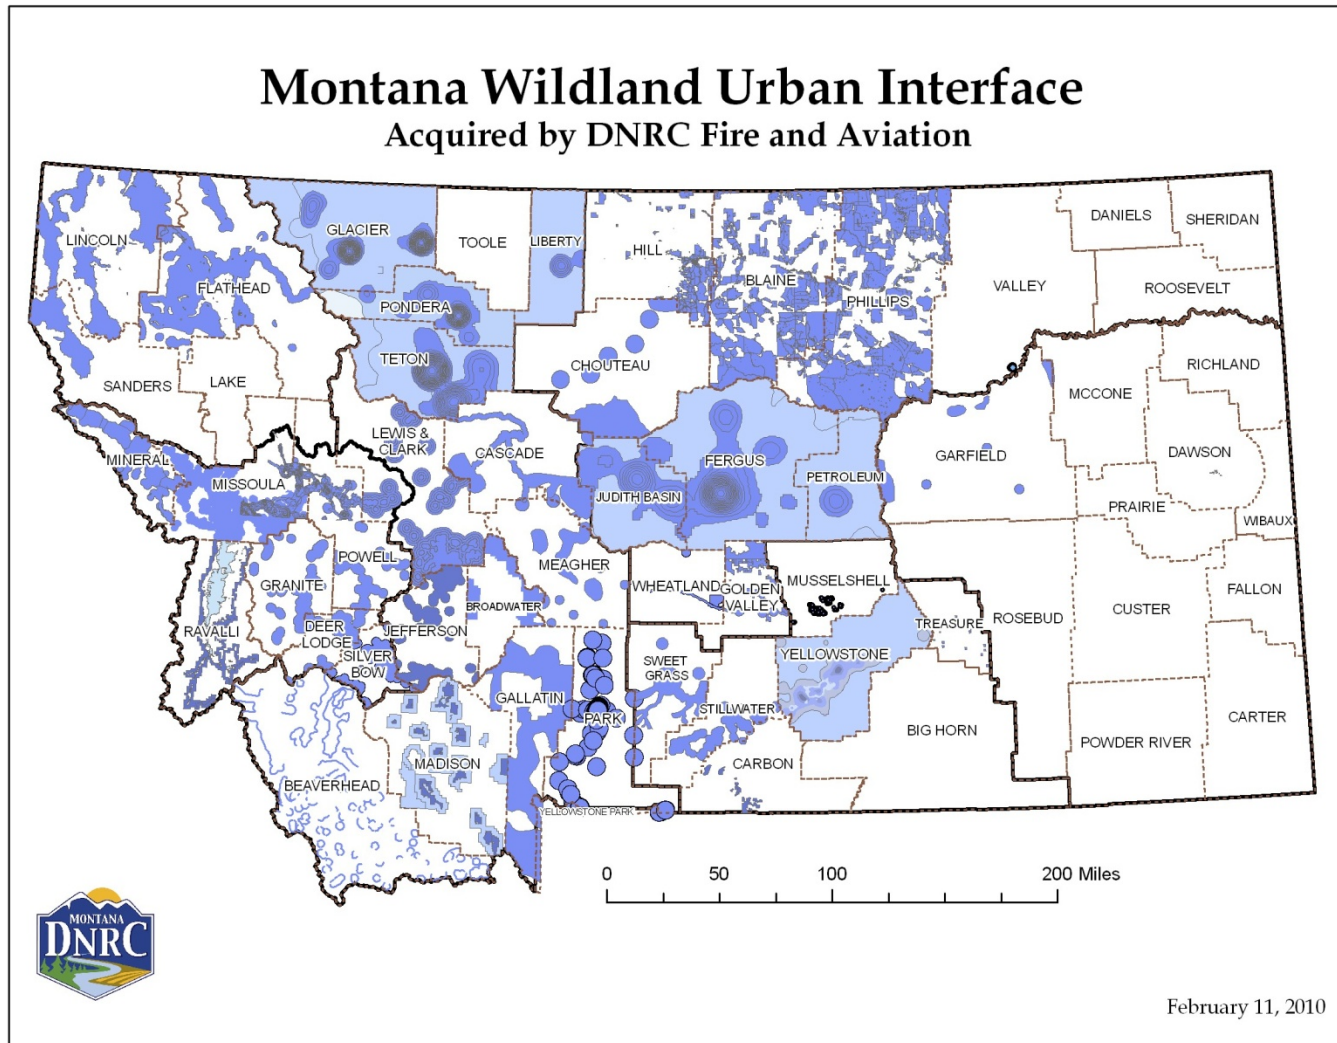 Montana Wildland Urban Interface
Acquired by DNRC Fire and Aviation
LINCOLN
FLATHEAD
GLACIER
TOOLE
LIBERTY
HILL
BLAINE
PHILLIPS
VALLEY
DANIELS
SHERIDAN
ROOSEVELT
PONDERA
TETON
CHOUTEAU
SANDERS
LAKE
MCCONE
RICHLAND
LEWIS &
CLARK
CASCADE
MINERAL
MISSOULA
JUDITH BASIN
FERGUS
PETROLEUM
GARFIELD
DAWSON
PRAIRIE
WIBAUX
POWELL
GRANITE
MEAGHER
WHEATLAND
GOLDEN
VALLEY
MUSSELSHELL
BROADWATER
RAVALLI
DEER
LODGE
JEFFERSON
TREASURE
ROSEBUD
CUSTER
FALLON
SILVER
BOW
SWEET
GRASS
YELLOWSTONE
GALLATIN
PARK
STILLWATER
BIG HORN
POWDER RIVER
CARTER
BEAVERHEAD
MADISON
CARBON
YELLOWSTONE PARK
0 50 100 200 Miles
MONTANA
DNRC
February 11, 2010